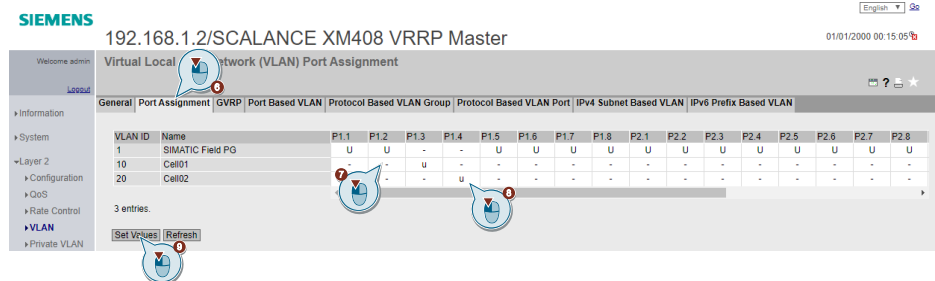 English ▼ Go
SIEMENS
192.168.1.2/SCALANCE XM408 VRRP Master
01/01/2000 00:15:05
Welcome admin
Logout
Virtual Local Network (VLAN) Port Assignment
?
6
General Port Assignment GVRP Port Based VLAN Protocol Based VLAN Group Protocol Based VLAN Port IPv4 Subnet Based VLAN IPv6 Prefix Based VLAN
▸Information
▸System
▾Layer 2
▸Configuration
▸QoS
▸Rate Control
▸VLAN
▸Private VLAN
VLAN ID Name P1.1 P1.2 P1.3 P1.4 P1.5 P1.6 P1.7 P1.8 P2.1 P2.2 P2.3 P2.4 P2.5 P2.6 P2.7 P2.8
1 SIMATIC Field PG U U - - U U U U U U U U U U U U
10 Cell01 - - u - - - - - - - - - - - - -
20 Cell02 - - u - - - - - - - - - - - -
7
8
3 entries.
Set Values Refresh
9